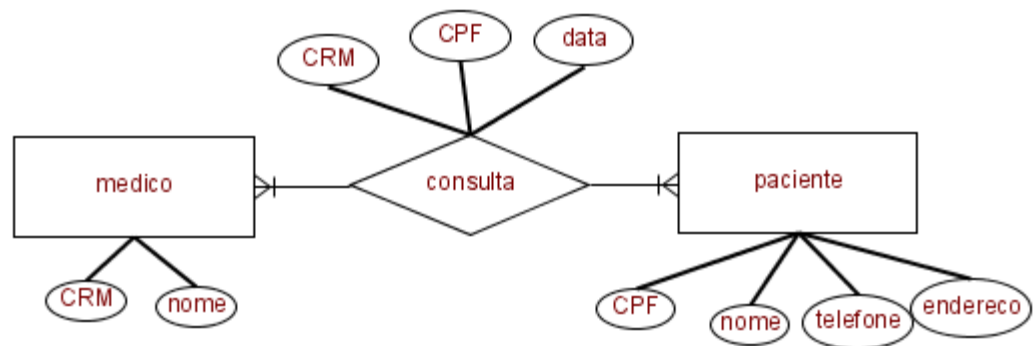 CRM
CPF
data
medico
consulta
paciente
CRM
nome
CPF
nome
telefone
endereco